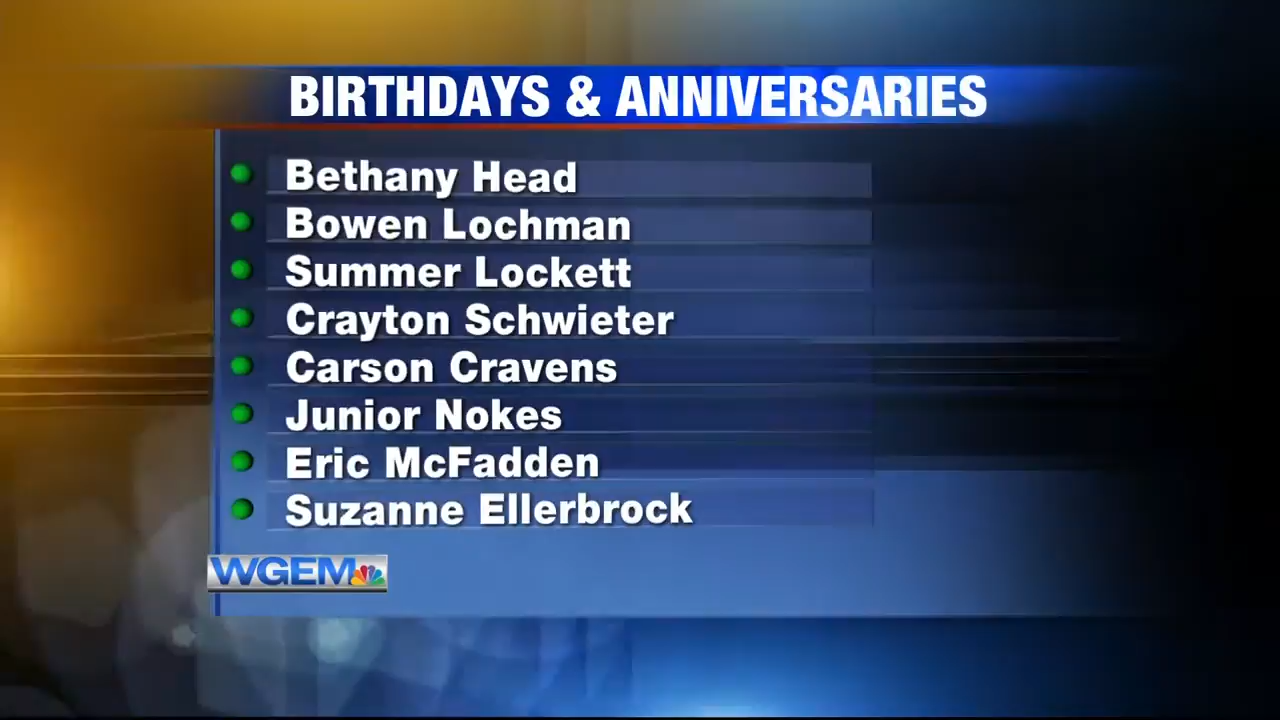 BIRTHDAYS & ANNIVERSARIES
Bethany Head
Bowen Lochman
Summer Lockett
Crayton Schwieter
Carson Cravens
Junior Nokes
Eric McFadden
Suzanne Ellerbrock
WGEM